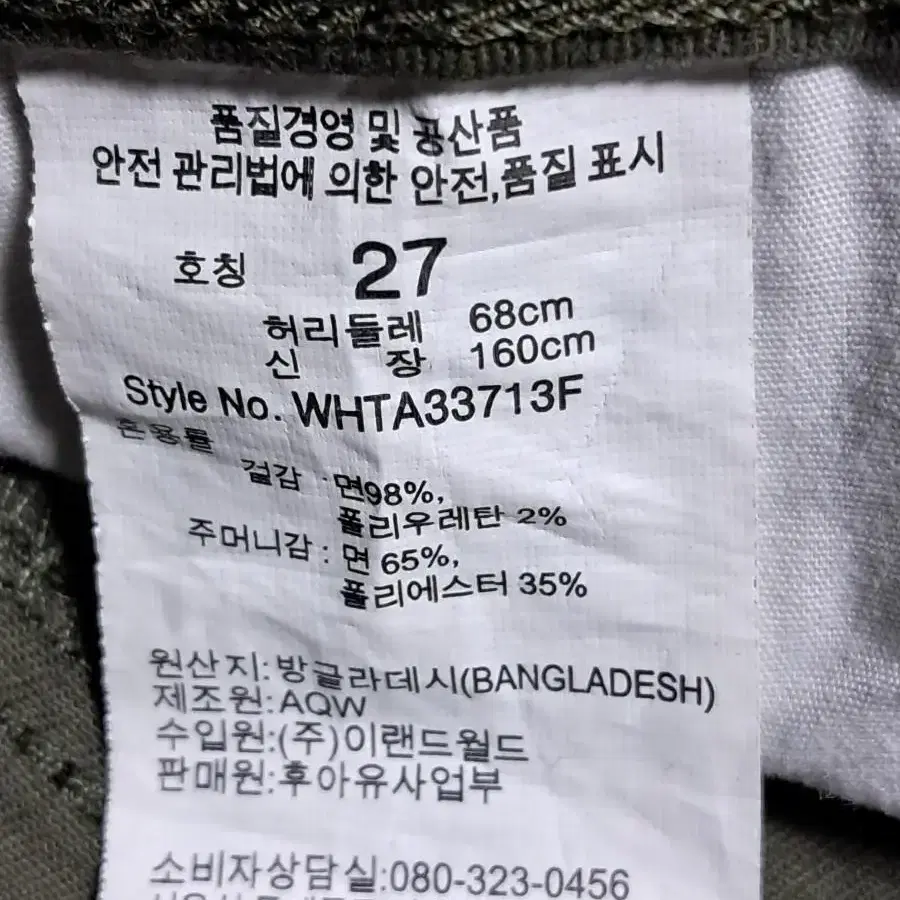 품질경영 및 공산품
안전 관리법에 의한 안전,품질 표시
호칭 27
허리둘레 68cm
신 장 160cm
Style No. WHTA33713F
혼용률
겉감 : 면98%,
폴리우레탄 2%
주머니감 : 면 65%,
폴리에스터 35%
원산지:방글라데시(BANGLADESH)
제조원:AQW
수입원:(주)이랜드월드
판매원:후아유사업부
소비자상담실:080-323-0456